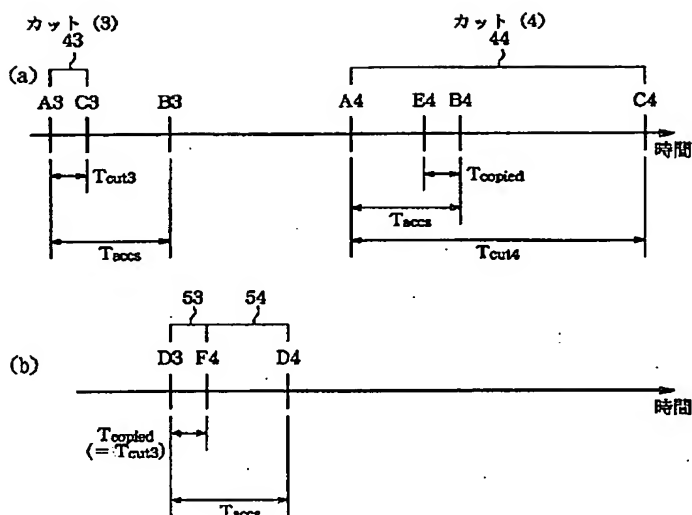 カット (3)
43
カット (4)
44
(a)
A3 C3 B3 A4 E4 B4 C4
時間
Tcut3
Tcopied
Taccs
Taccs
Tcut4
53 54
(b)
D3 F4 D4
時間
Tcopied
(= Tcut3)
Taccs